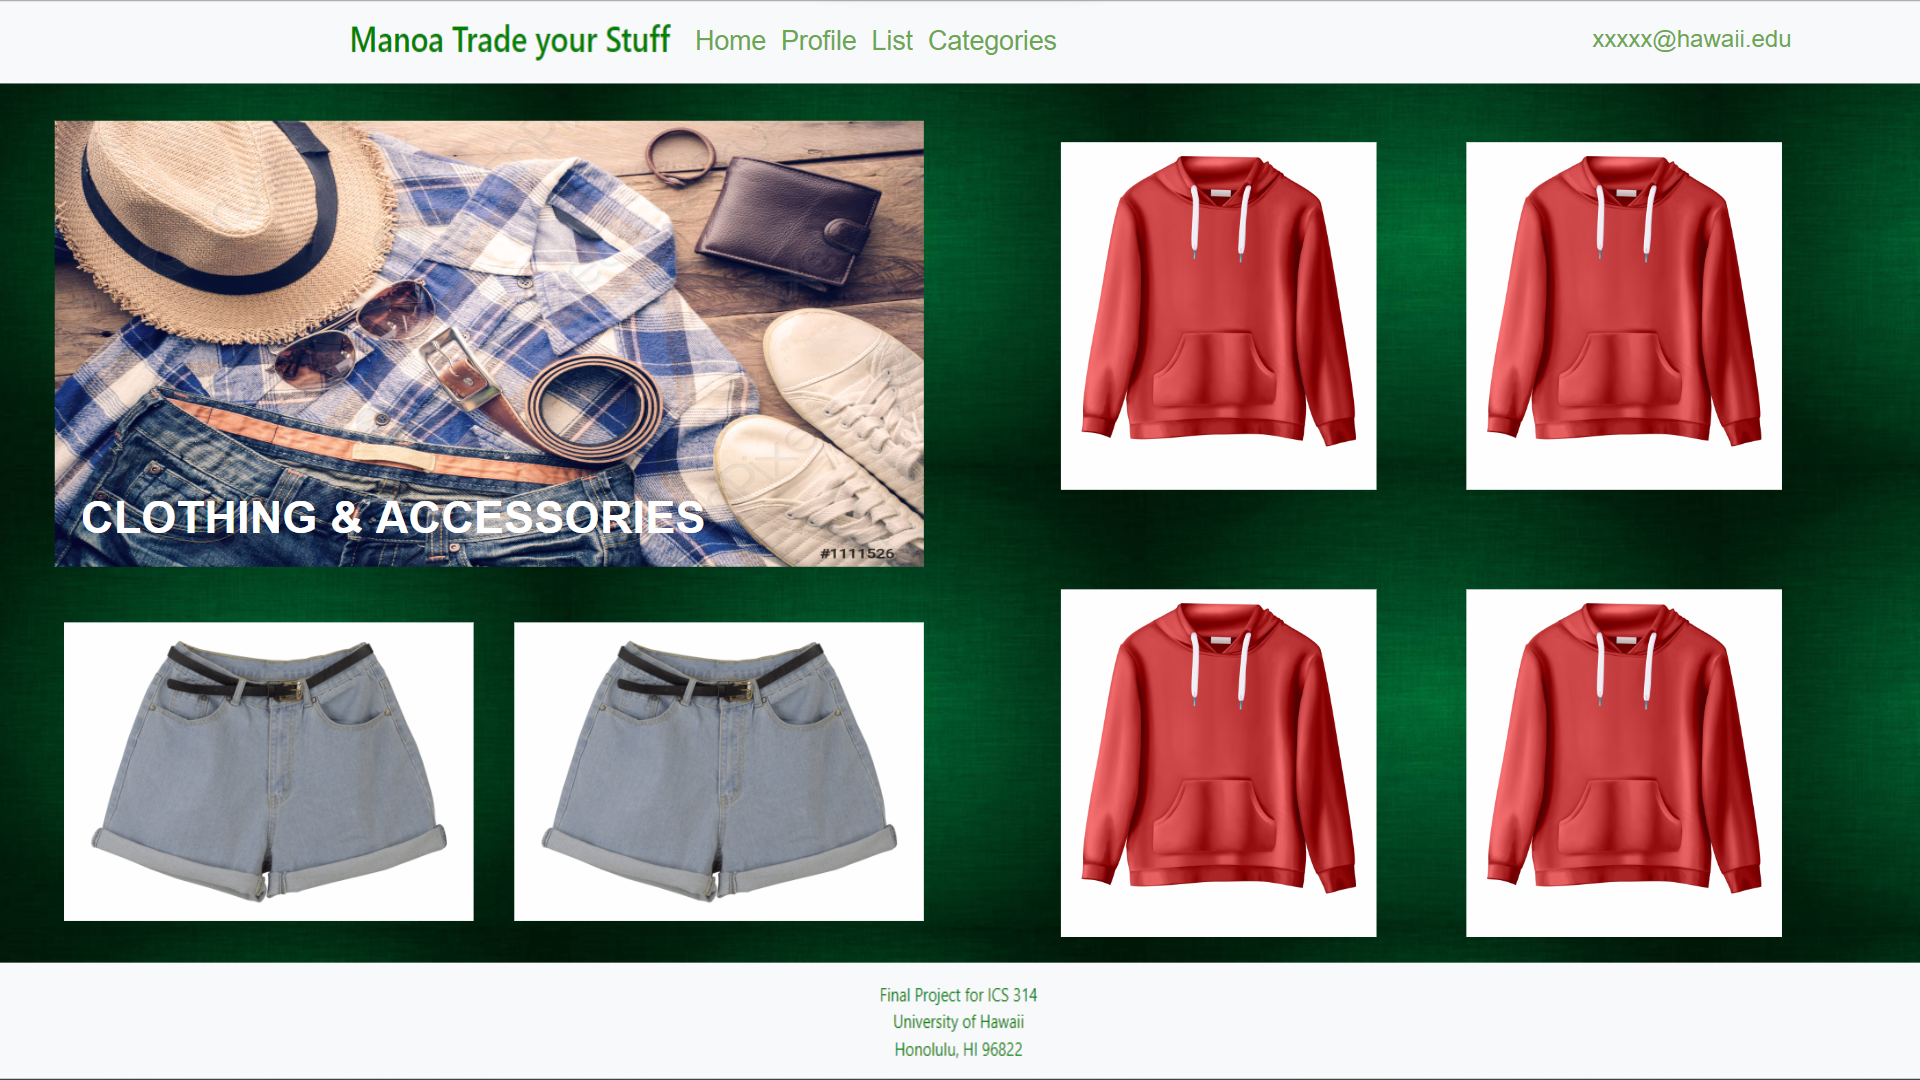 Manoa Trade your Stuff Home Profile List Categories xxxxx@hawaii.edu
CLOTHING & ACCESSORIES
#1111526
Final Project for ICS 314
University of Hawaii
Honolulu, HI 96822